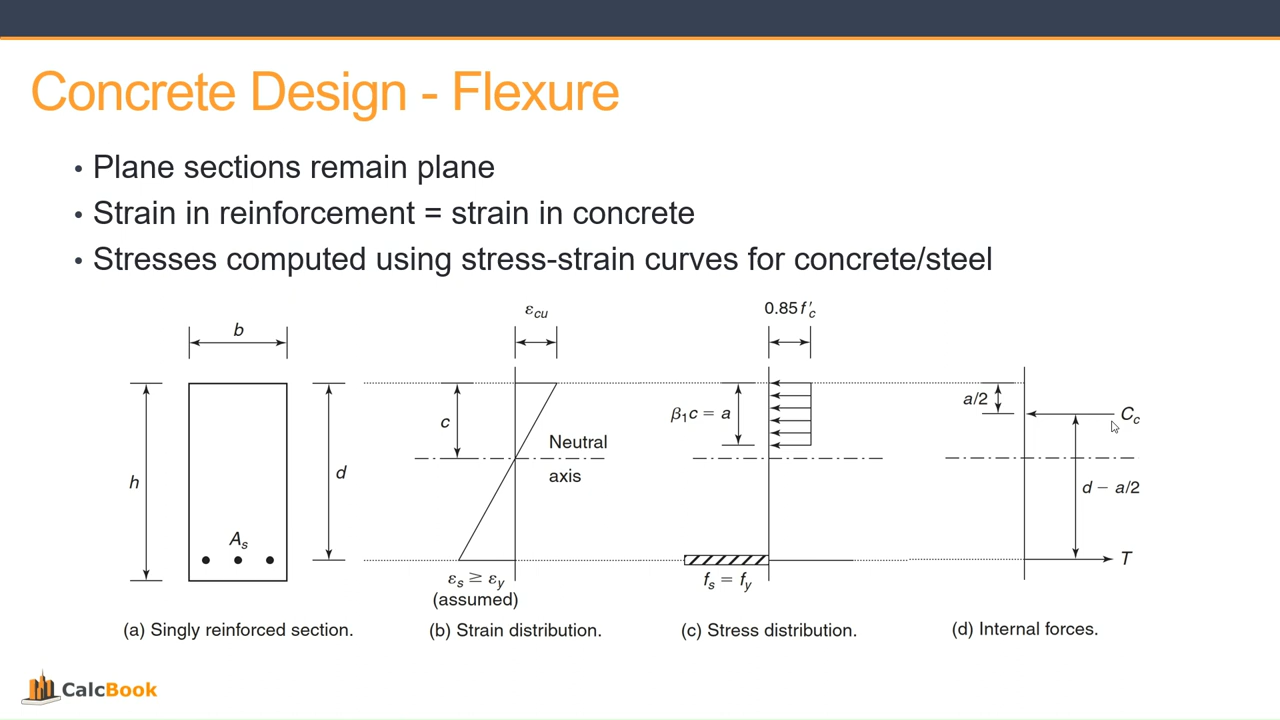 Concrete Design - Flexure
• Plane sections remain plane
• Strain in reinforcement = strain in concrete
• Stresses computed using stress-strain curves for concrete/steel
b
h
d
As
(a) Singly reinforced section.
εcu
c
Neutral
axis
εs ≥ εy
(assumed)
(b) Strain distribution.
0.85f′c
β1c = a
fs = fy
(c) Stress distribution.
a/2
Cc
d − a/2
T
(d) Internal forces.
CalcBook